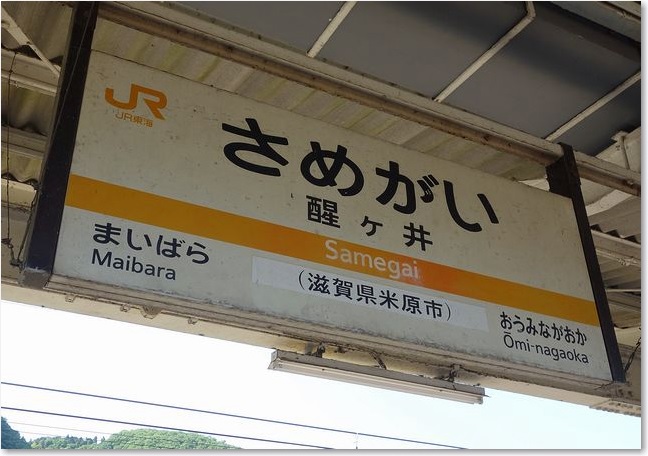 JR
JR東海
さめがい
醒ヶ井
Samegai
まいばら
Maibara
(滋賀県米原市)
おうみながおか
Ōmi-nagaoka